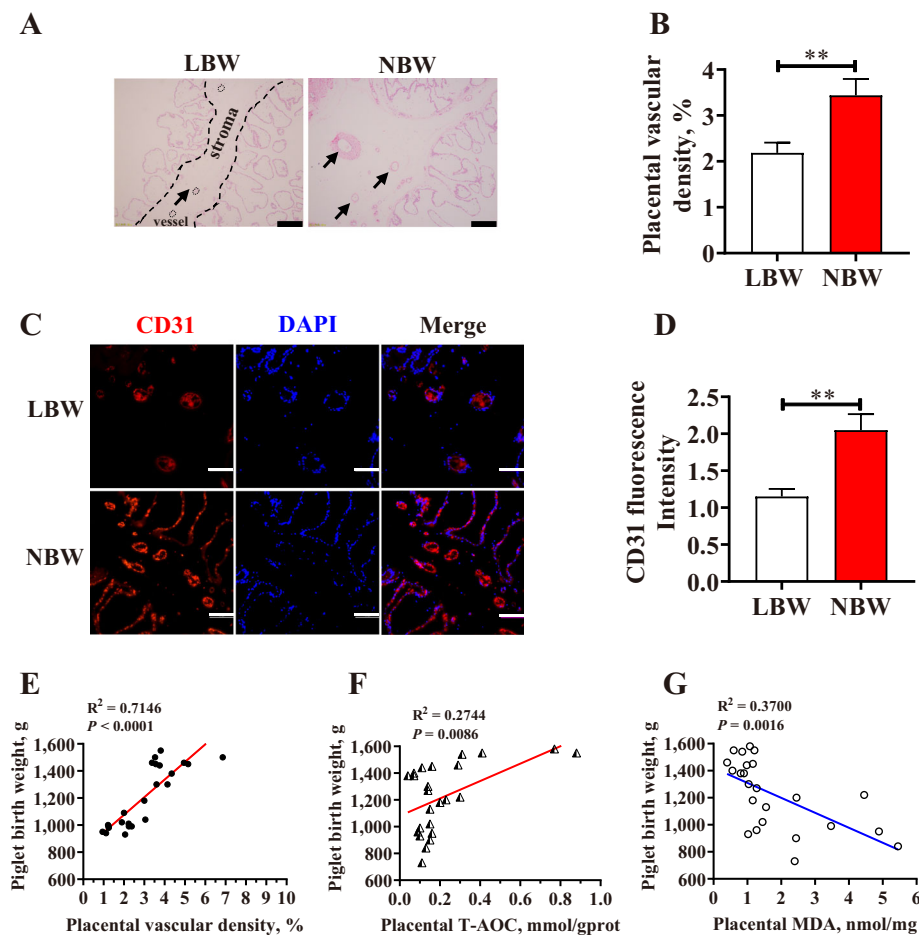 A
LBW
NBW
stroma
vessel
B
Placental vascular
density, %
4
3
2
1
0
**
LBW
NBW
C
CD31
DAPI
Merge
LBW
NBW
D
CD31 fluorescence
Intensity
2.5
2.0
1.5
1.0
0.5
0.0
**
LBW
NBW
E
R² = 0.7146
P < 0.0001
Piglet birth weight, g
1,600
1,400
1,200
1,000
800
600
0 1 2 3 4 5 6 7 8 9 10
Placental vascular density, %
F
R² = 0.2744
P = 0.0086
Piglet birth weight, g
1,600
1,400
1,200
1,000
800
600
0.0 0.2 0.4 0.6 0.8 1.0
Placental T-AOC, mmol/gprot
G
R² = 0.3700
P = 0.0016
Piglet birth weight, g
1,600
1,400
1,200
1,000
800
600
0 1 2 3 4 5 6
Placental MDA, nmol/mg